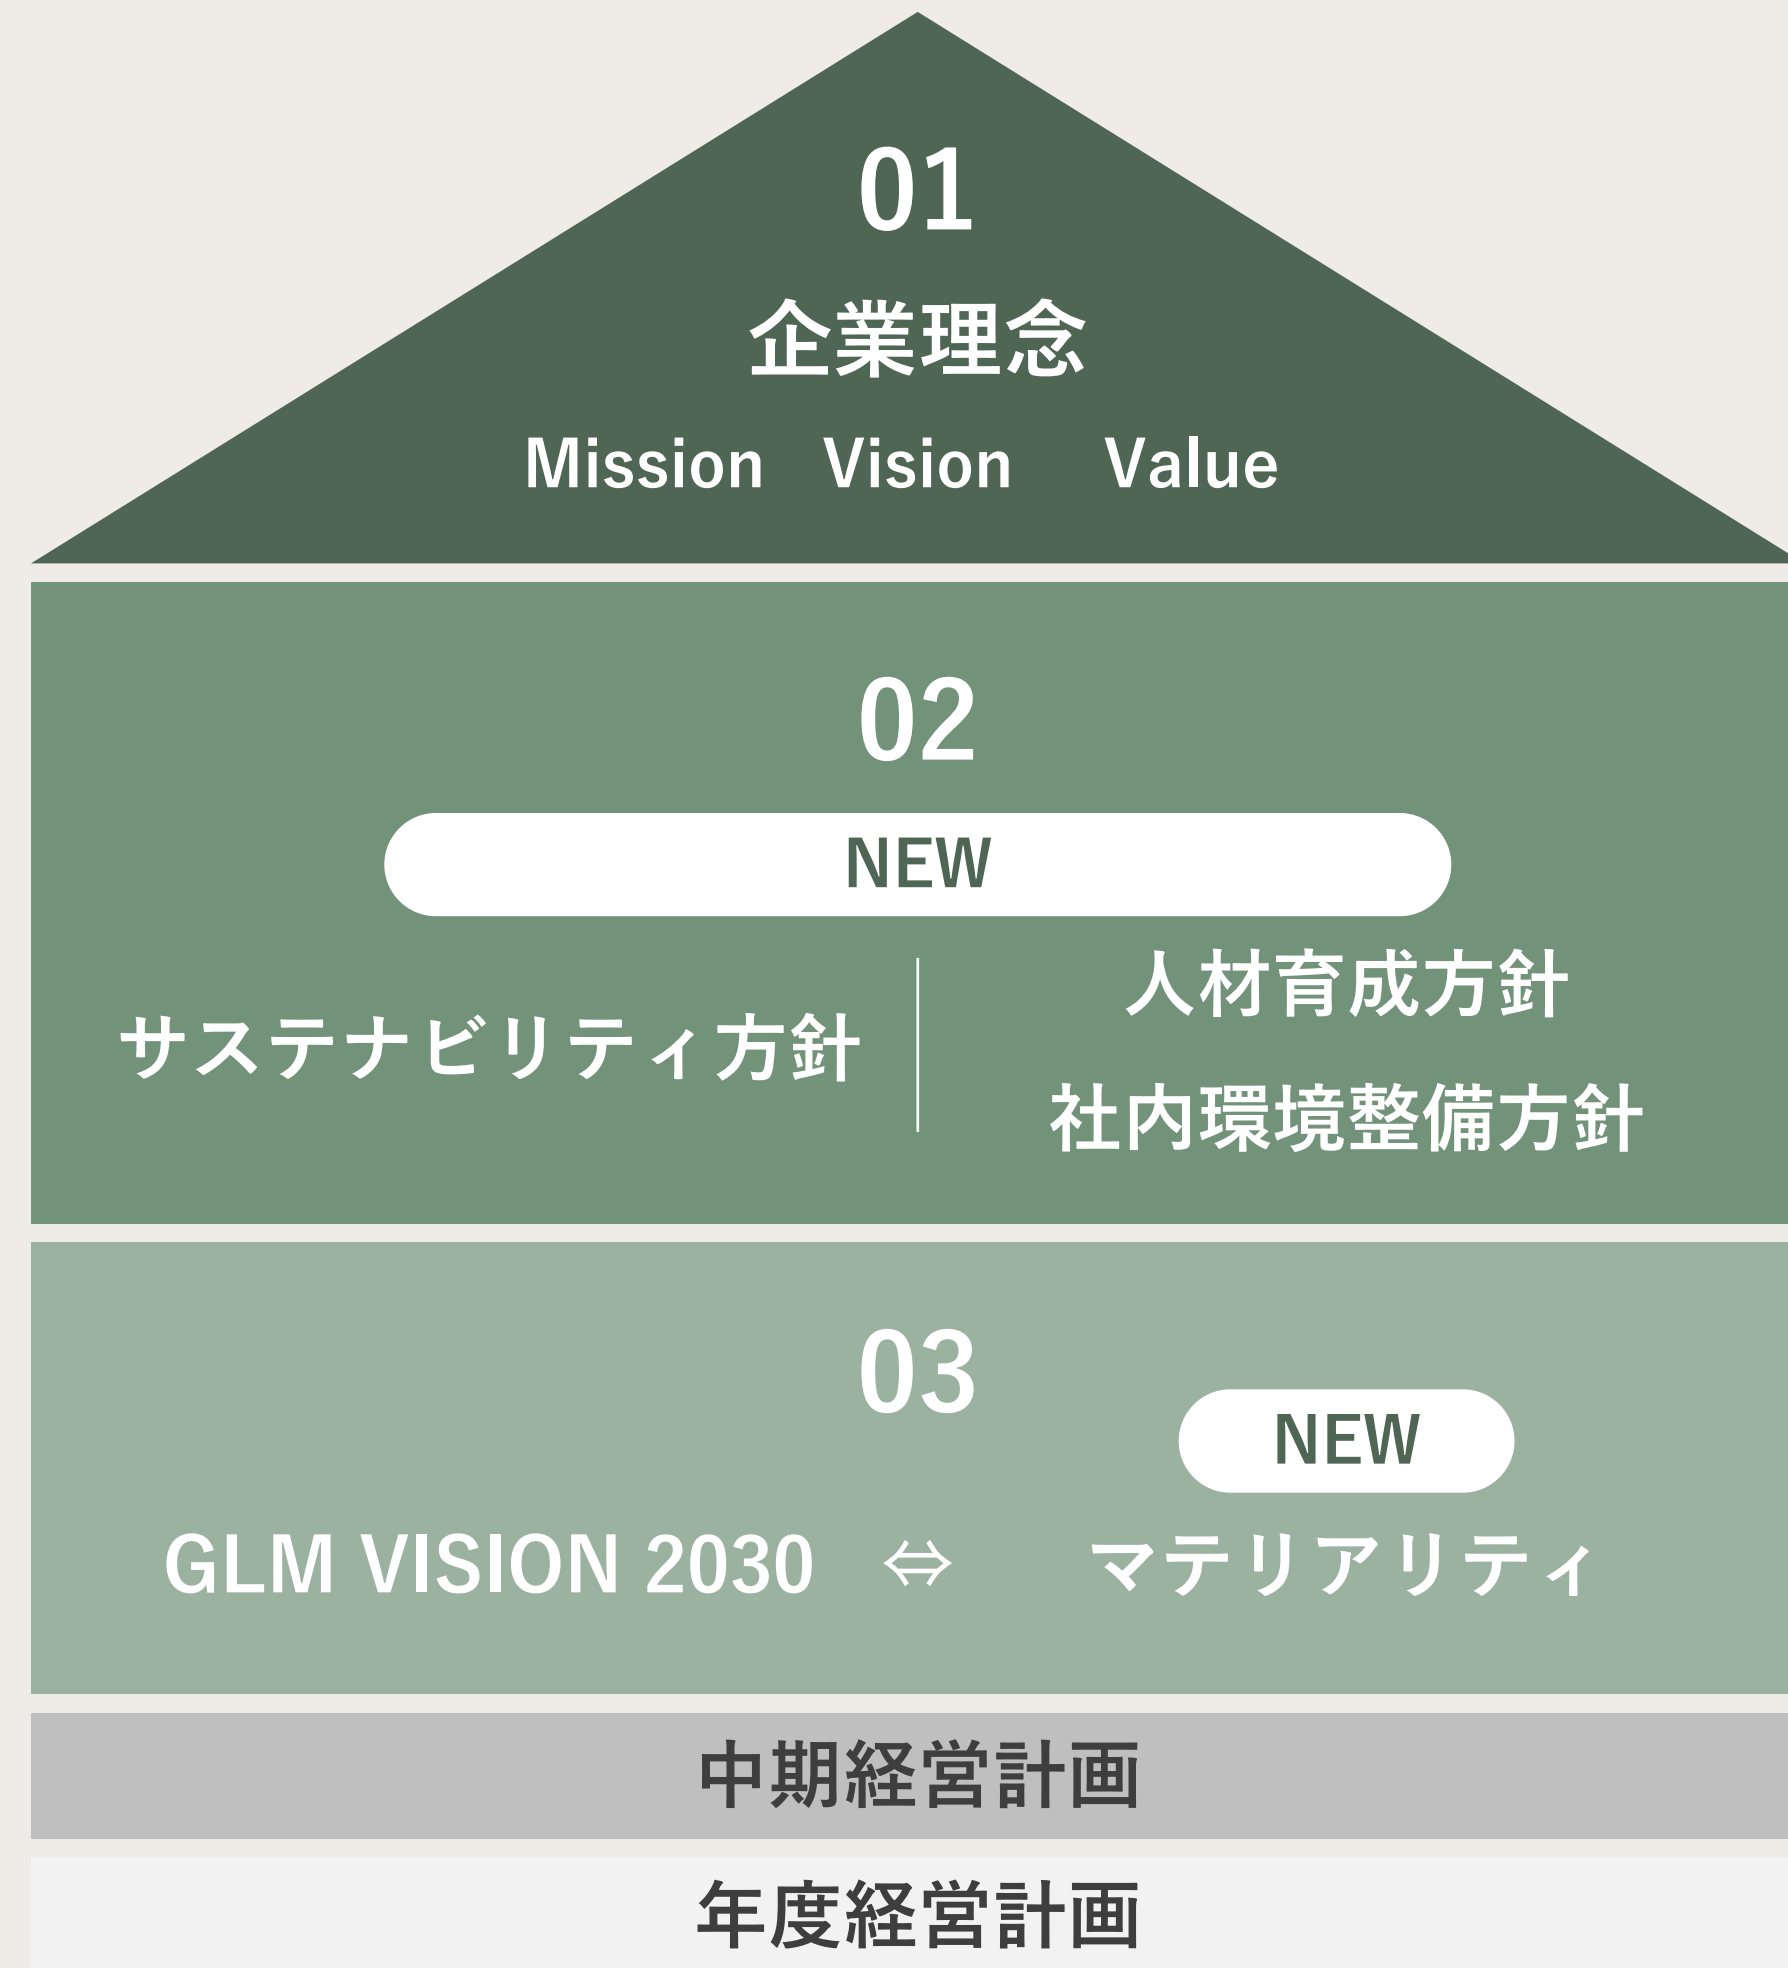 01
企業理念
Mission Vision Value
02
NEW
サステナビリティ方針
人材育成方針
社内環境整備方針
03
NEW
GLM VISION 2030 ⇔ マテリアリティ
中期経営計画
年度経営計画